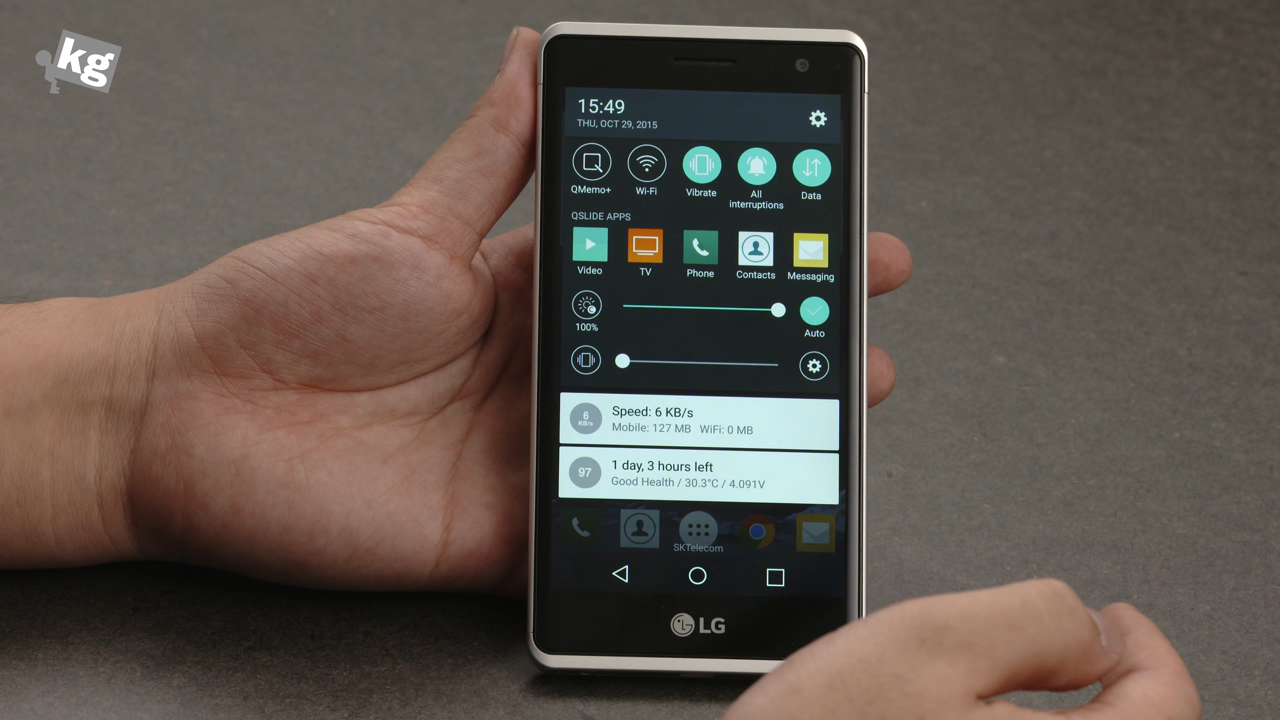 kg
15:49
THU, OCT 29, 2015
QMemo+
Wi-Fi
Vibrate
All
interruptions
Data
QSLIDE APPS
Video
TV
Phone
Contacts
Messaging
100%
Auto
6
KB/s
Speed: 6 KB/s
Mobile: 127 MB WiFi: 0 MB
97
1 day, 3 hours left
Good Health / 30.3°C / 4.091V
SKTelecom
LG